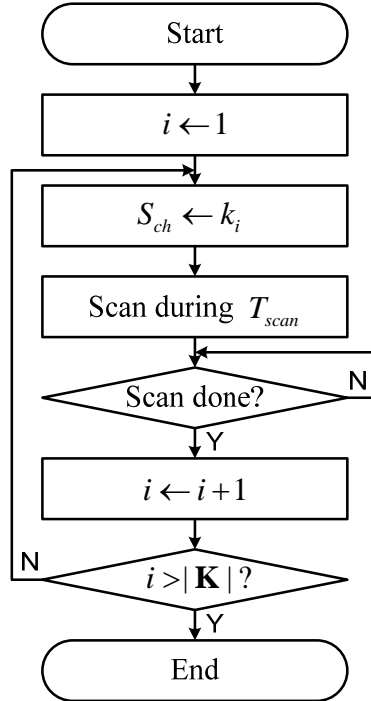 Start
i ← 1
S_ch ← k_i
Scan during T_scan
Scan done?
N
Y
i ← i + 1
N
i > | K | ?
Y
End